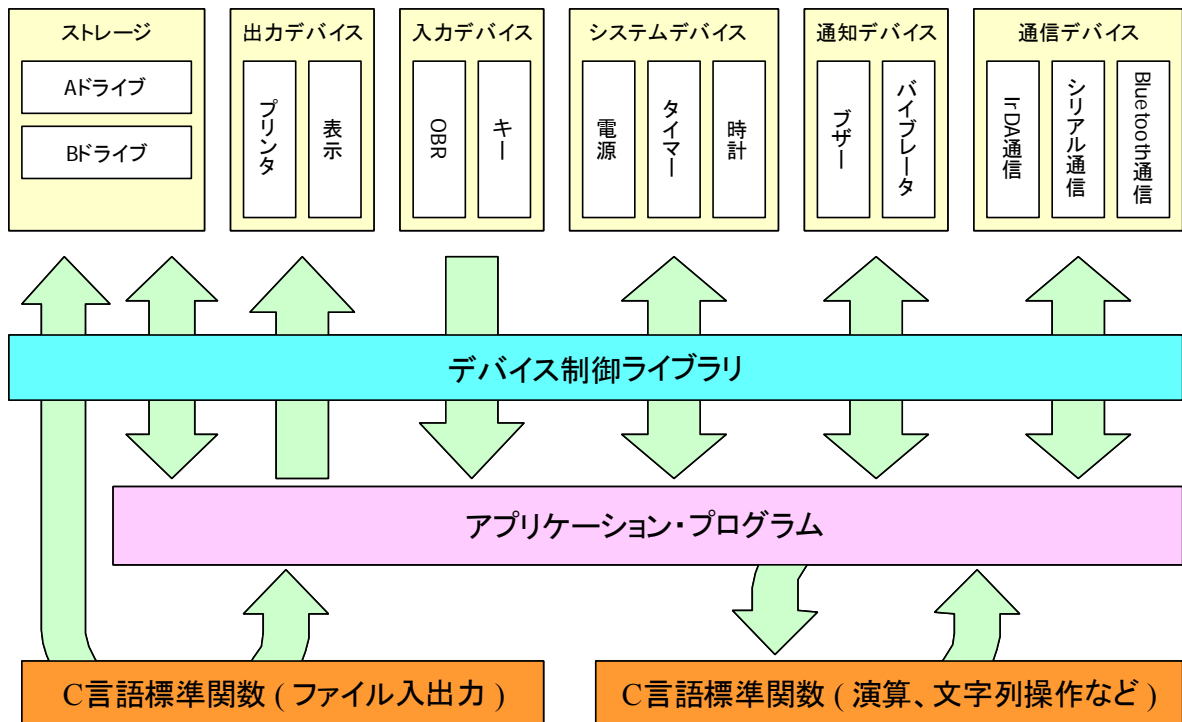 ストレージ
Aドライブ
Bドライブ
出力デバイス
プリンタ
表示
入力デバイス
OBR
キー
システムデバイス
電源
タイマー
時計
通知デバイス
ブザー
バイブレータ
通信デバイス
IrDA通信
シリアル通信
Bluetooth通信
デバイス制御ライブラリ
アプリケーション・プログラム
C言語標準関数 ( ファイル入出力 )
C言語標準関数 ( 演算、文字列操作など )